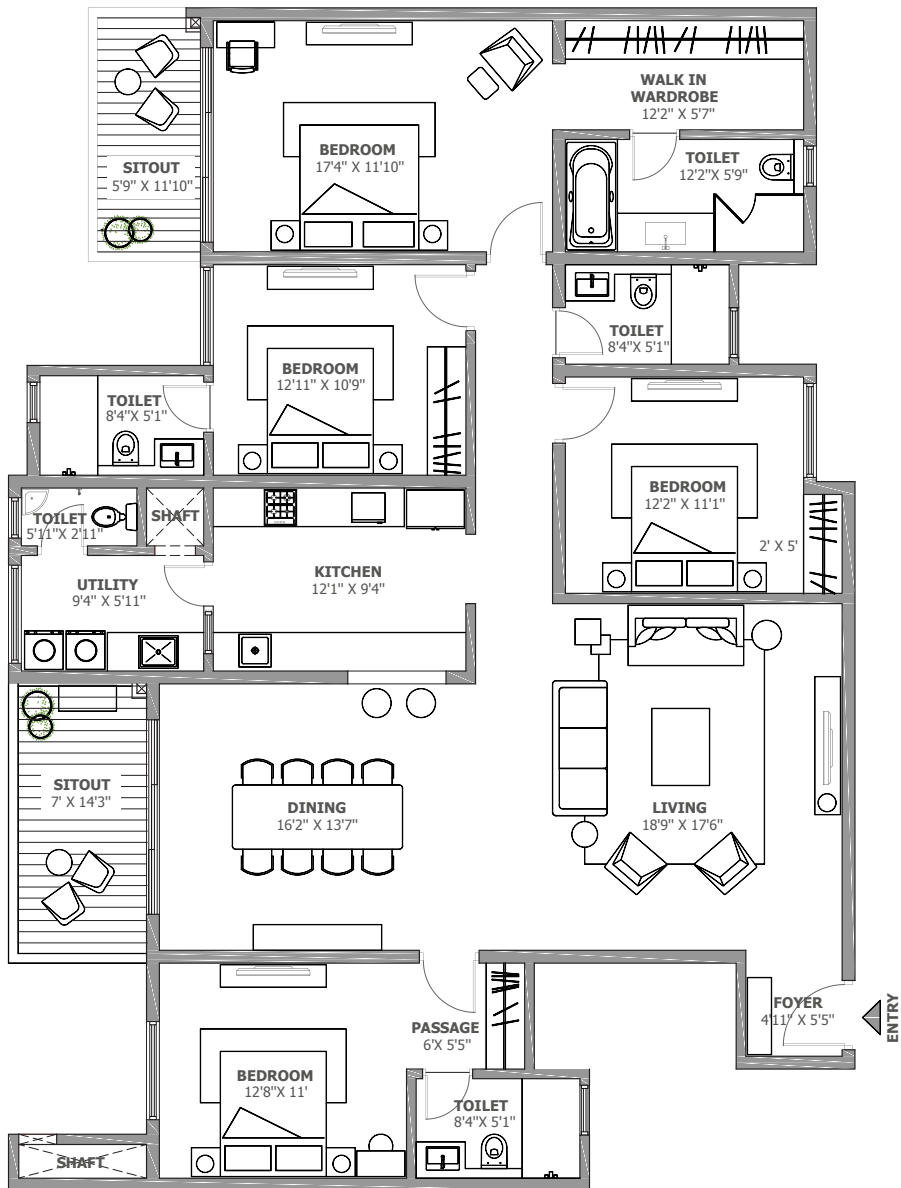 WALK IN
WARDROBE
12'2" X 5'7"
BEDROOM
17'4" X 11'10"
SITOUT
5'9" X 11'10"
TOILET
12'2"X 5'9"
TOILET
8'4"X 5'1"
BEDROOM
12'11" X 10'9"
TOILET
8'4"X 5'1"
BEDROOM
12'2" X 11'1"
2' X 5'
TOILET
5'11"X 2'11"
SHAFT
KITCHEN
12'1" X 9'4"
UTILITY
9'4" X 5'11"
SITOUT
7' X 14'3"
DINING
16'2" X 13'7"
LIVING
18'9" X 17'6"
FOYER
4'11" X 5'5"
ENTRY
PASSAGE
6'X 5'5"
BEDROOM
12'8"X 11'
TOILET
8'4"X 5'1"
SHAFT